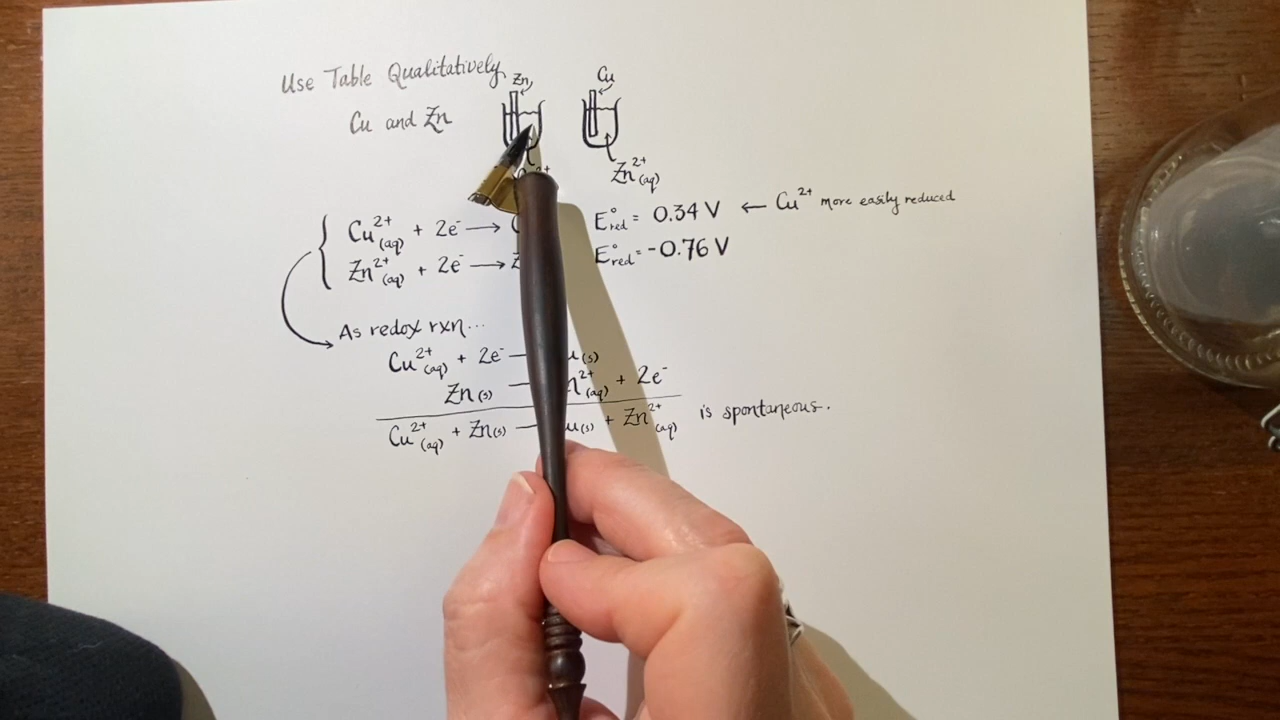 Use Table Qualitatively
Zn
Cu
Cu and Zn
Zn²⁺(aq)
Cu²⁺(aq) + 2e⁻ → E°red = 0.34 V ← Cu²⁺ more easily reduced
Zn²⁺(aq) + 2e⁻ → E°red = -0.76 V
As redox rxn...
Cu²⁺(aq) + 2e⁻ (s)
Zn(s) ²⁺(aq) + 2e⁻
Cu²⁺(aq) + Zn(s) (s) + Zn²⁺(aq) is spontaneous.